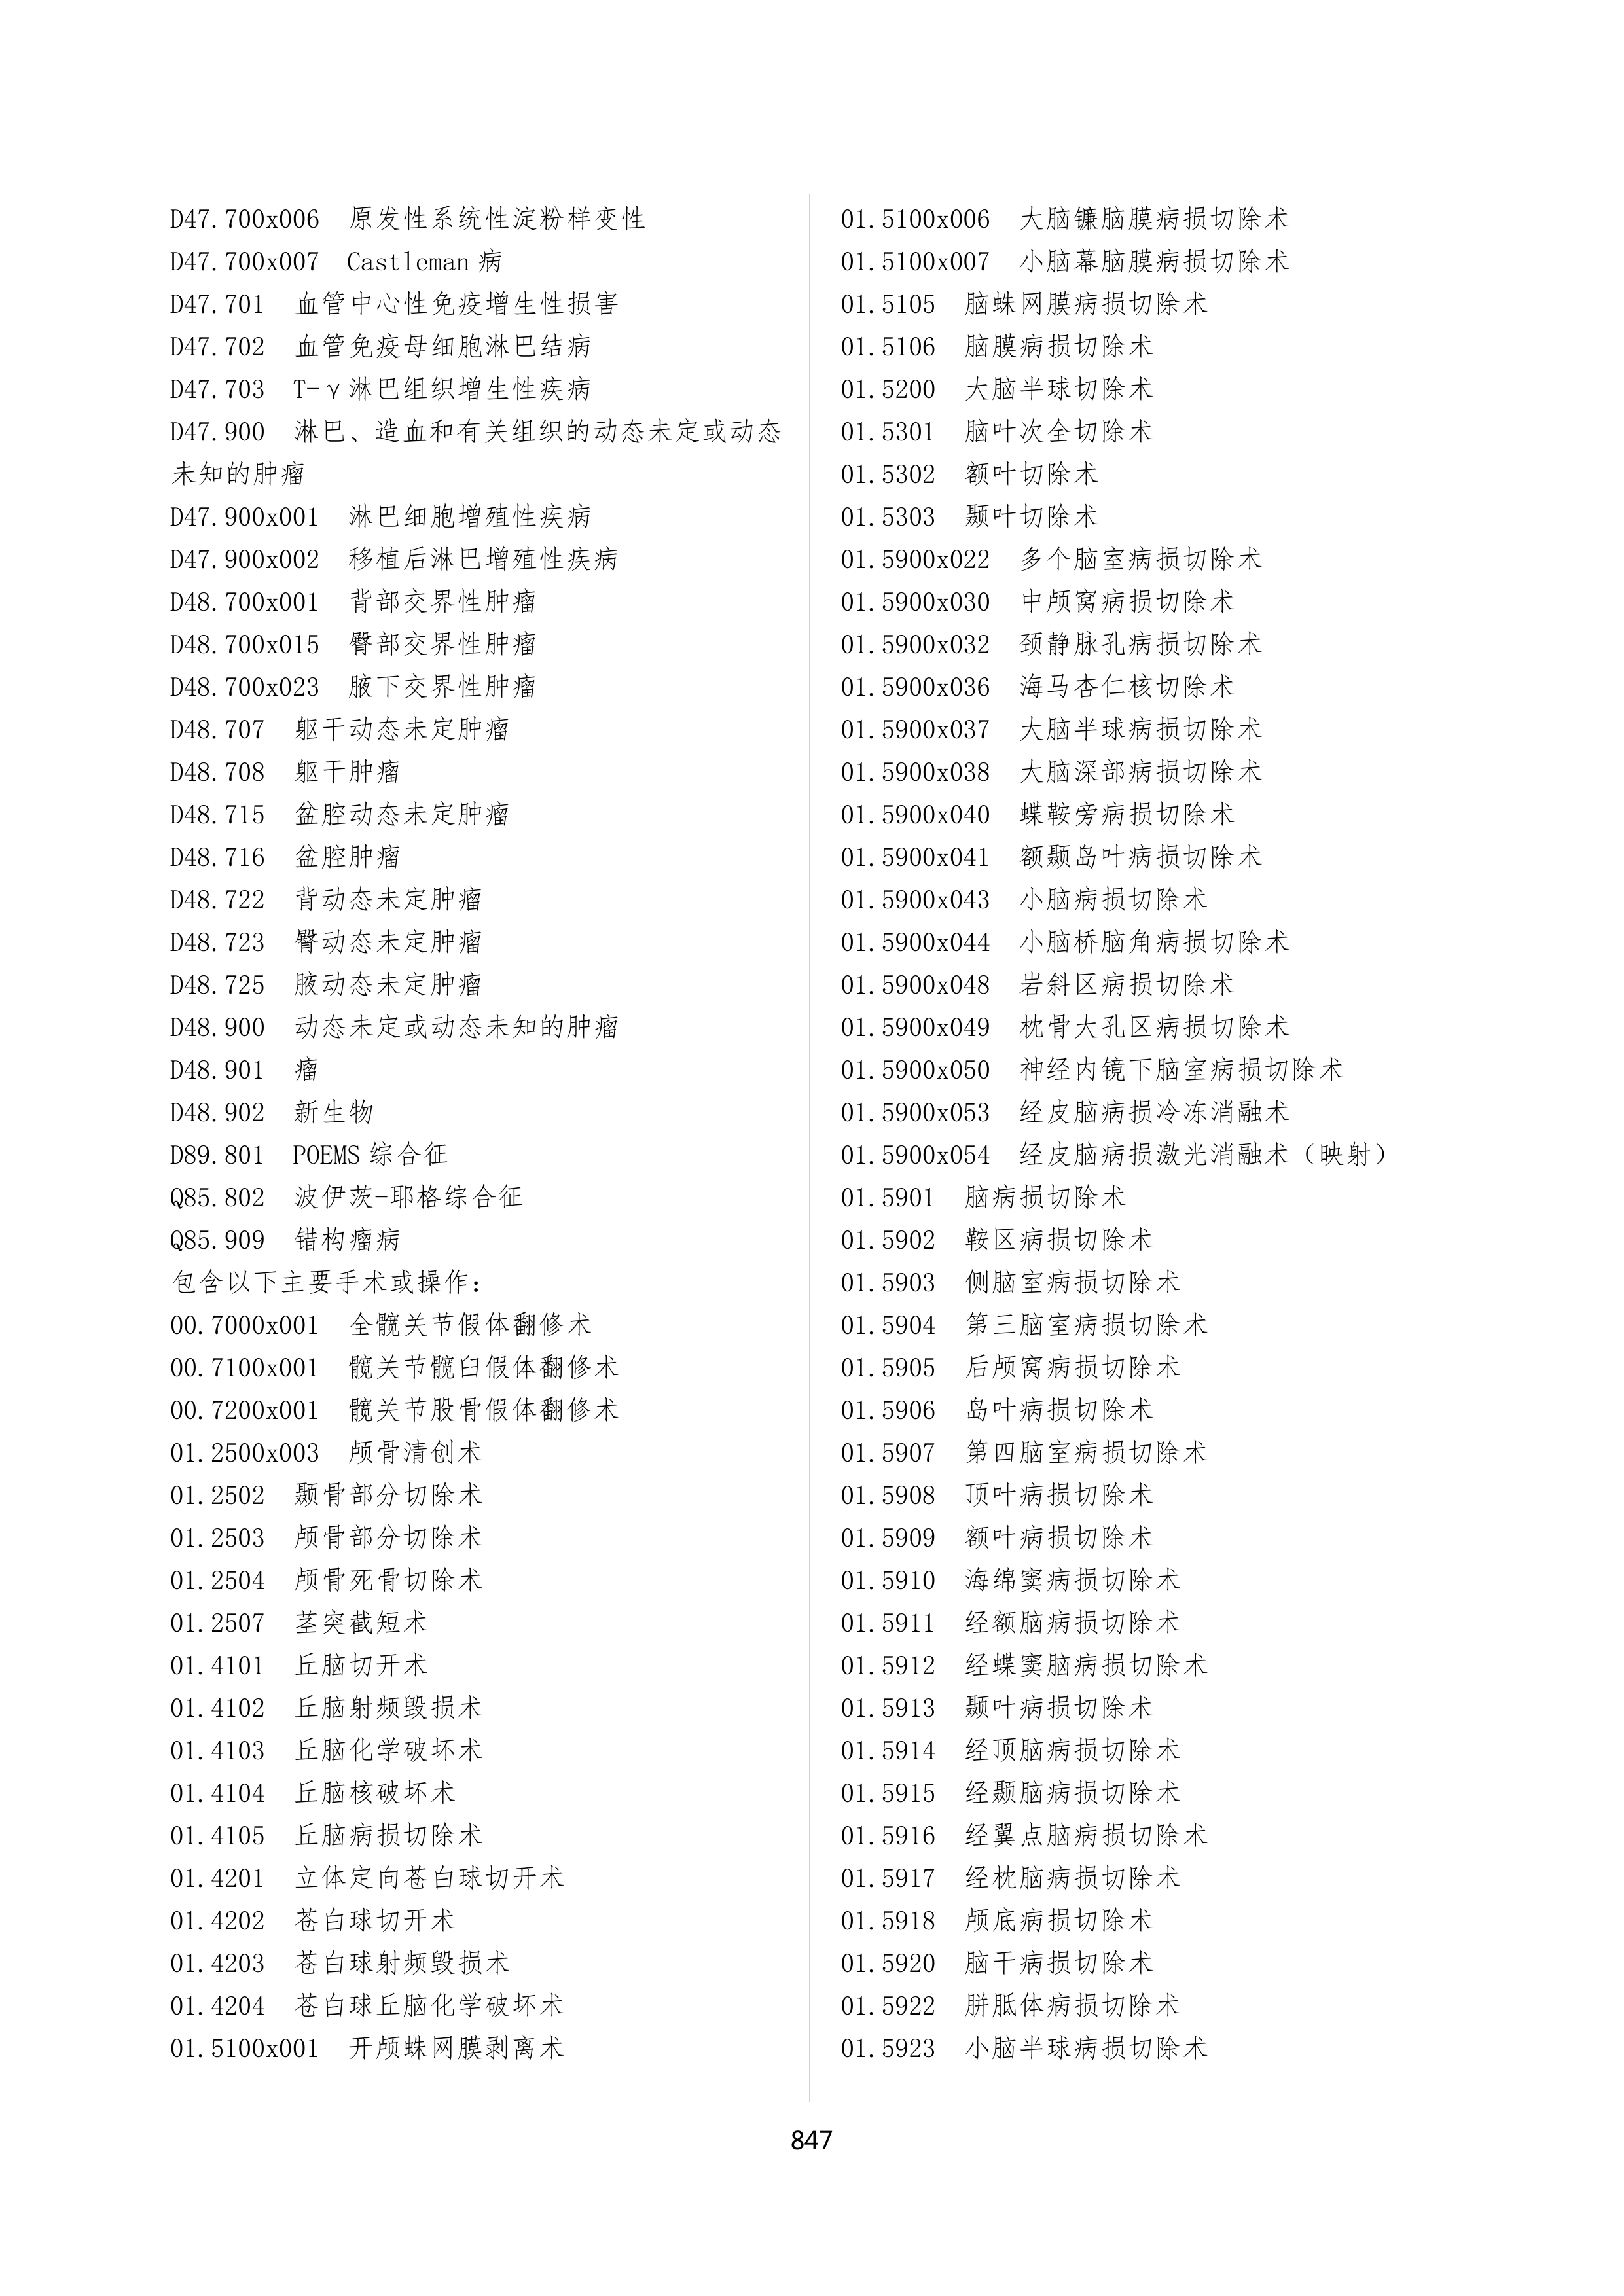 D47.700x006 原发性系统性淀粉样变性
D47.700x007 Castleman 病
D47.701 血管中心性免疫增生性损害
D47.702 血管免疫母细胞淋巴结病
D47.703 T-γ淋巴组织增生性疾病
D47.900 淋巴、造血和有关组织的动态未定或动态
未知的肿瘤
D47.900x001 淋巴细胞增殖性疾病
D47.900x002 移植后淋巴增殖性疾病
D48.700x001 背部交界性肿瘤
D48.700x015 臀部交界性肿瘤
D48.700x023 腋下交界性肿瘤
D48.707 躯干动态未定肿瘤
D48.708 躯干肿瘤
D48.715 盆腔动态未定肿瘤
D48.716 盆腔肿瘤
D48.722 背动态未定肿瘤
D48.723 臀动态未定肿瘤
D48.725 腋动态未定肿瘤
D48.900 动态未定或动态未知的肿瘤
D48.901 瘤
D48.902 新生物
D89.801 POEMS 综合征
Q85.802 波伊茨-耶格综合征
Q85.909 错构瘤病
包含以下主要手术或操作：
00.7000x001 全髋关节假体翻修术
00.7100x001 髋关节髋臼假体翻修术
00.7200x001 髋关节股骨假体翻修术
01.2500x003 颅骨清创术
01.2502 颞骨部分切除术
01.2503 颅骨部分切除术
01.2504 颅骨死骨切除术
01.2507 茎突截短术
01.4101 丘脑切开术
01.4102 丘脑射频毁损术
01.4103 丘脑化学破坏术
01.4104 丘脑核破坏术
01.4105 丘脑病损切除术
01.4201 立体定向苍白球切开术
01.4202 苍白球切开术
01.4203 苍白球射频毁损术
01.4204 苍白球丘脑化学破坏术
01.5100x001 开颅蛛网膜剥离术
01.5100x006 大脑镰脑膜病损切除术
01.5100x007 小脑幕脑膜病损切除术
01.5105 脑蛛网膜病损切除术
01.5106 脑膜病损切除术
01.5200 大脑半球切除术
01.5301 脑叶次全切除术
01.5302 额叶切除术
01.5303 颞叶切除术
01.5900x022 多个脑室病损切除术
01.5900x030 中颅窝病损切除术
01.5900x032 颈静脉孔病损切除术
01.5900x036 海马杏仁核切除术
01.5900x037 大脑半球病损切除术
01.5900x038 大脑深部病损切除术
01.5900x040 蝶鞍旁病损切除术
01.5900x041 额颞岛叶病损切除术
01.5900x043 小脑病损切除术
01.5900x044 小脑桥脑角病损切除术
01.5900x048 岩斜区病损切除术
01.5900x049 枕骨大孔区病损切除术
01.5900x050 神经内镜下脑室病损切除术
01.5900x053 经皮脑病损冷冻消融术
01.5900x054 经皮脑病损激光消融术（映射）
01.5901 脑病损切除术
01.5902 鞍区病损切除术
01.5903 侧脑室病损切除术
01.5904 第三脑室病损切除术
01.5905 后颅窝病损切除术
01.5906 岛叶病损切除术
01.5907 第四脑室病损切除术
01.5908 顶叶病损切除术
01.5909 额叶病损切除术
01.5910 海绵窦病损切除术
01.5911 经额脑病损切除术
01.5912 经蝶窦脑病损切除术
01.5913 颞叶病损切除术
01.5914 经顶脑病损切除术
01.5915 经颞脑病损切除术
01.5916 经翼点脑病损切除术
01.5917 经枕脑病损切除术
01.5918 颅底病损切除术
01.5920 脑干病损切除术
01.5922 胼胝体病损切除术
01.5923 小脑半球病损切除术
847